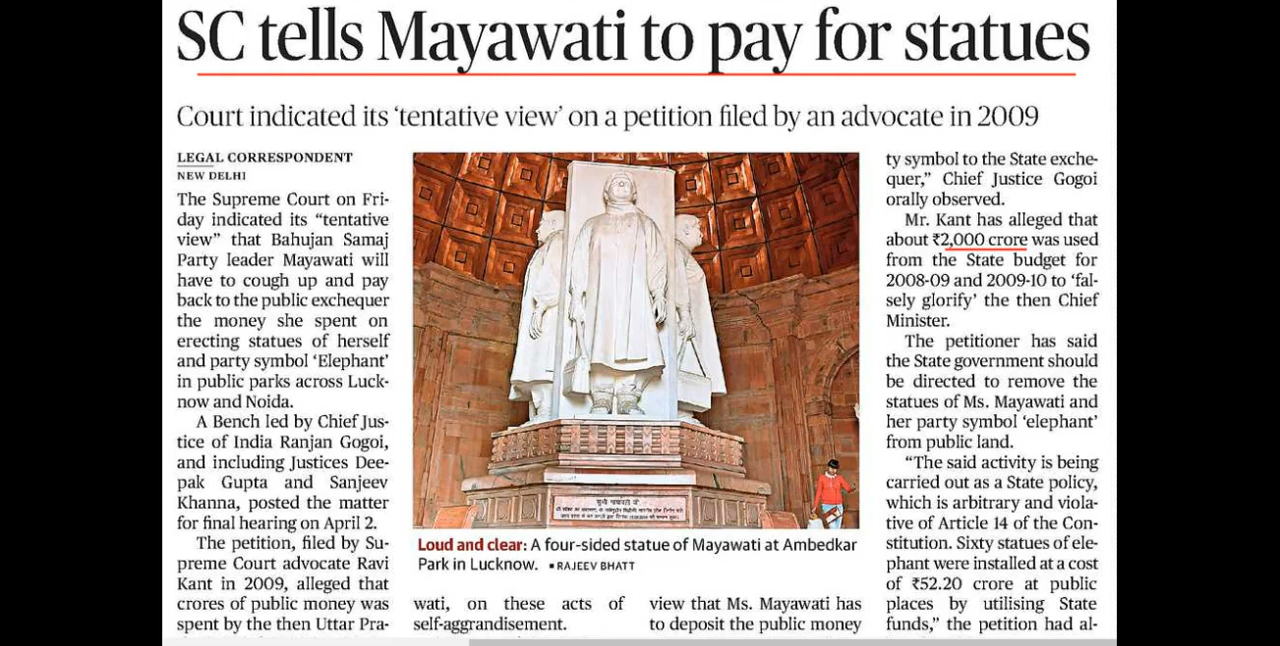 SC tells Mayawati to pay for statues
Court indicated its ‘tentative view’ on a petition filed by an advocate in 2009
LEGAL CORRESPONDENT
NEW DELHI
The Supreme Court on Fri-
day indicated its “tentative
view” that Bahujan Samaj
Party leader Mayawati will
have to cough up and pay
back to the public exchequer
the money she spent on
erecting statues of herself
and party symbol ‘Elephant’
in public parks across Luck-
now and Noida.
A Bench led by Chief Jus-
tice of India Ranjan Gogoi,
and including Justices Dee-
pak Gupta and Sanjeev
Khanna, posted the matter
for final hearing on April 2.
The petition, filed by Su-
preme Court advocate Ravi
Kant in 2009, alleged that
crores of public money was
spent by the then Uttar Pra-
Loud and clear: A four-sided statue of Mayawati at Ambedkar
Park in Lucknow. ▪ RAJEEV BHATT
wati, on these acts of
self-aggrandisement.
view that Ms. Mayawati has
to deposit the public money
ty symbol to the State exche-
quer,” Chief Justice Gogoi
orally observed.
Mr. Kant has alleged that
about ₹2,000 crore was used
from the State budget for
2008-09 and 2009-10 to ‘fal-
sely glorify’ the then Chief
Minister.
The petitioner has said
the State government should
be directed to remove the
statues of Ms. Mayawati and
her party symbol ‘elephant’
from public land.
“The said activity is being
carried out as a State policy,
which is arbitrary and viola-
tive of Article 14 of the Con-
stitution. Sixty statues of ele-
phant were installed at a cost
of ₹52.20 crore at public
places by utilising State
funds,” the petition had al-